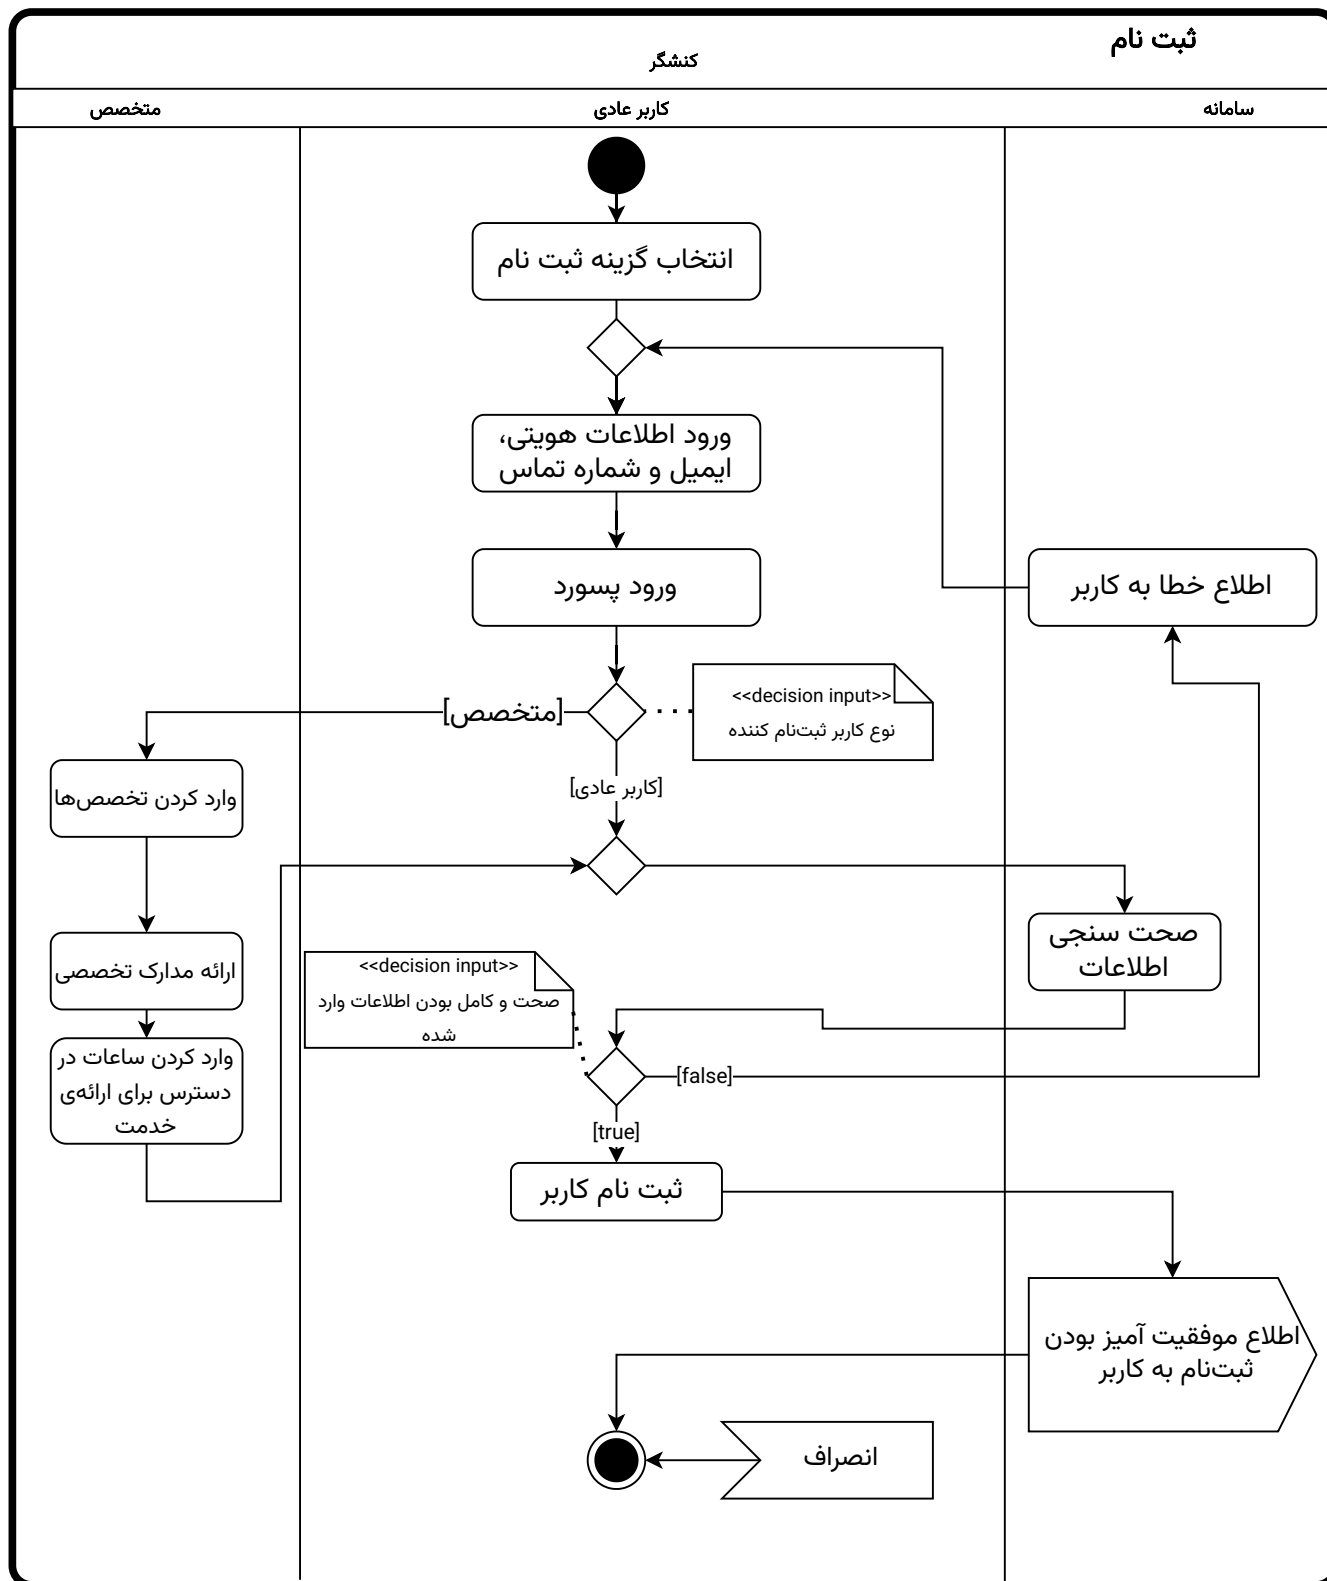 ثبت نام
کنشگر
سامانه
کاربر عادی
متخصص
انتخاب گزینه ثبت نام
ورود اطلاعات هویتی،
ایمیل و شماره تماس
ورود پسورد
اطلاع خطا به کاربر
<<decision input>>
نوع کاربر ثبت‌نام کننده
[متخصص]
[کاربر عادی]
وارد کردن تخصص‌ها
ارائه مدارک تخصصی
وارد کردن ساعات در
دسترس برای ارائه‌ی
خدمت
صحت سنجی
اطلاعات
<<decision input>>
صحت و کامل بودن اطلاعات وارد
شده
[false]
[true]
ثبت نام کاربر
اطلاع موفقیت آمیز بودن
ثبت‌نام به کاربر
انصراف